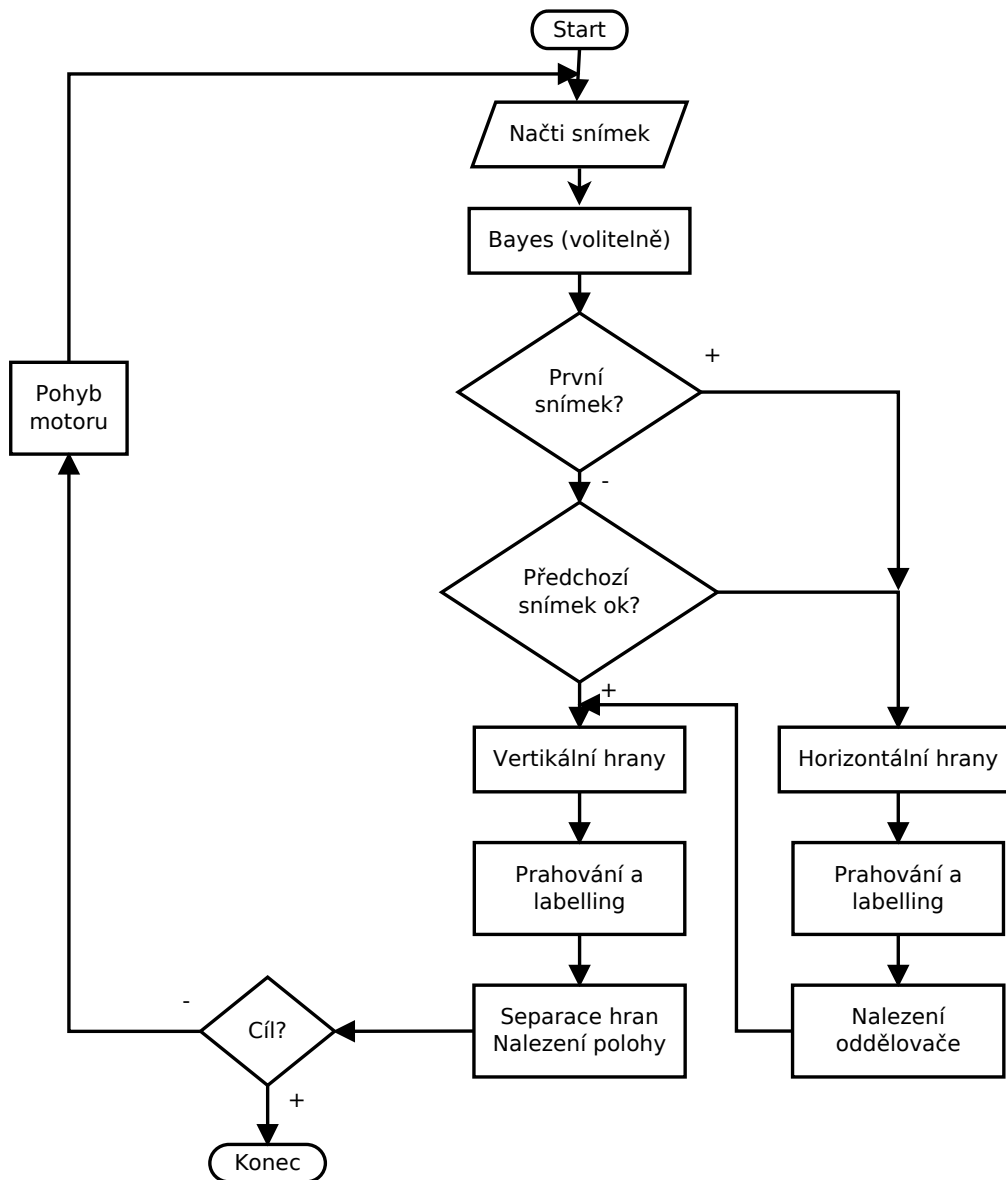 Start
Načti snímek
Bayes (volitelně)
+
První
snímek?
Pohyb
motoru
-
Předchozí
snímek ok?
+
Vertikální hrany
Horizontální hrany
Prahování a
labelling
Prahování a
labelling
-
Cíl?
Separace hran
Nalezení polohy
Nalezení
oddělovače
+
Konec